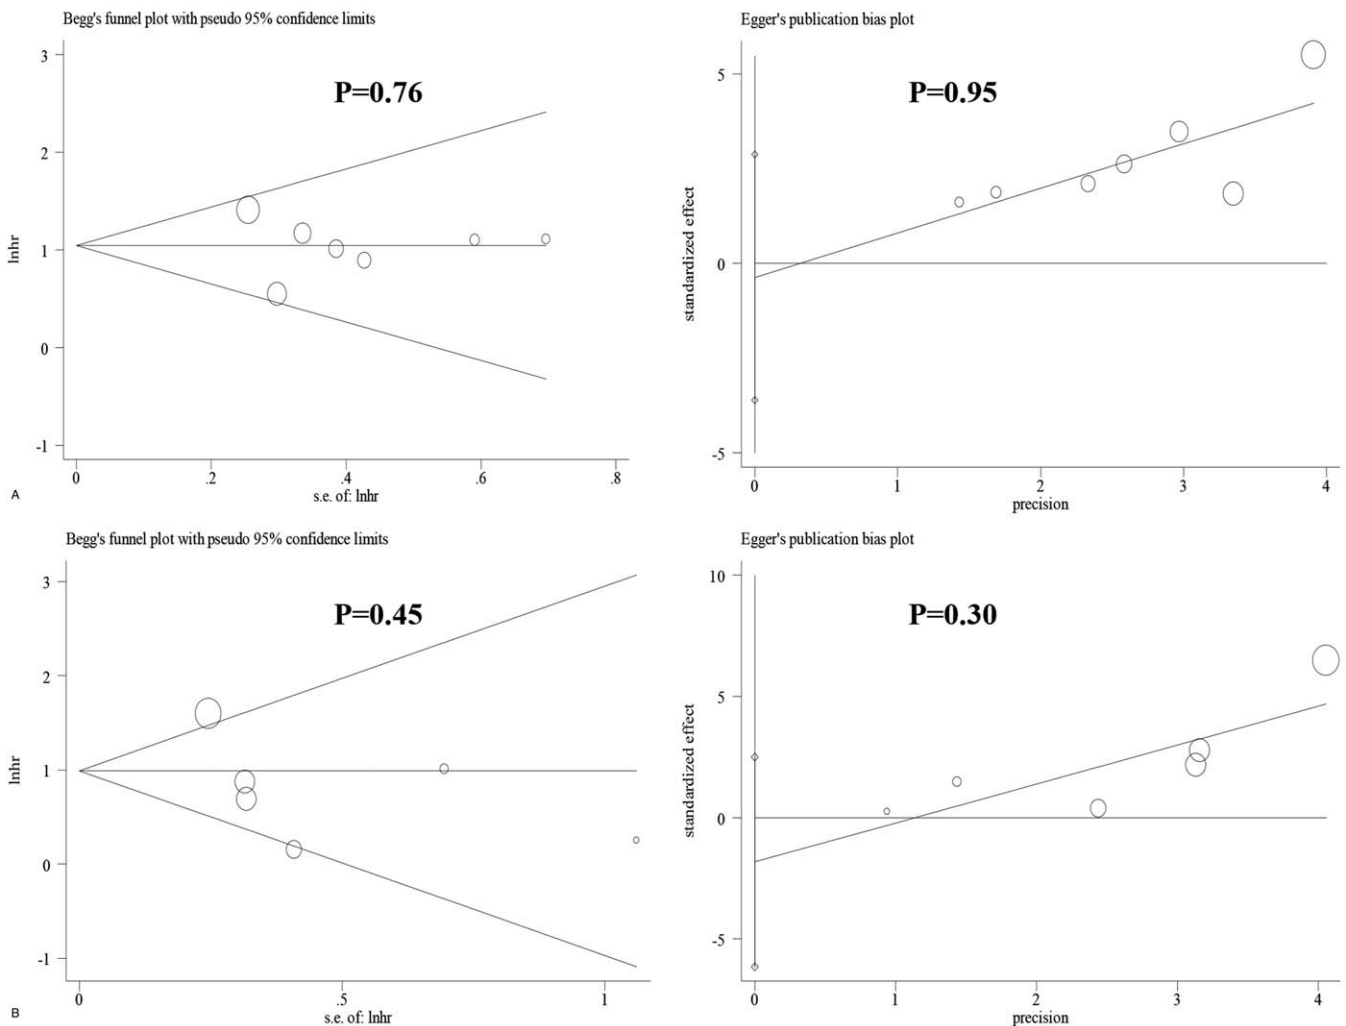 Begg's funnel plot with pseudo 95% confidence limits
P=0.76
3
2
1
0
-1
lnhr
0
.2
.4
.6
.8
s.e. of: lnhr
A
Egger's publication bias plot
P=0.95
5
0
-5
standardized effect
0
1
2
3
4
precision
Begg's funnel plot with pseudo 95% confidence limits
P=0.45
3
2
1
0
-1
lnhr
0
.5
1
s.e. of: lnhr
B
Egger's publication bias plot
P=0.30
10
5
0
-5
standardized effect
0
1
2
3
4
precision